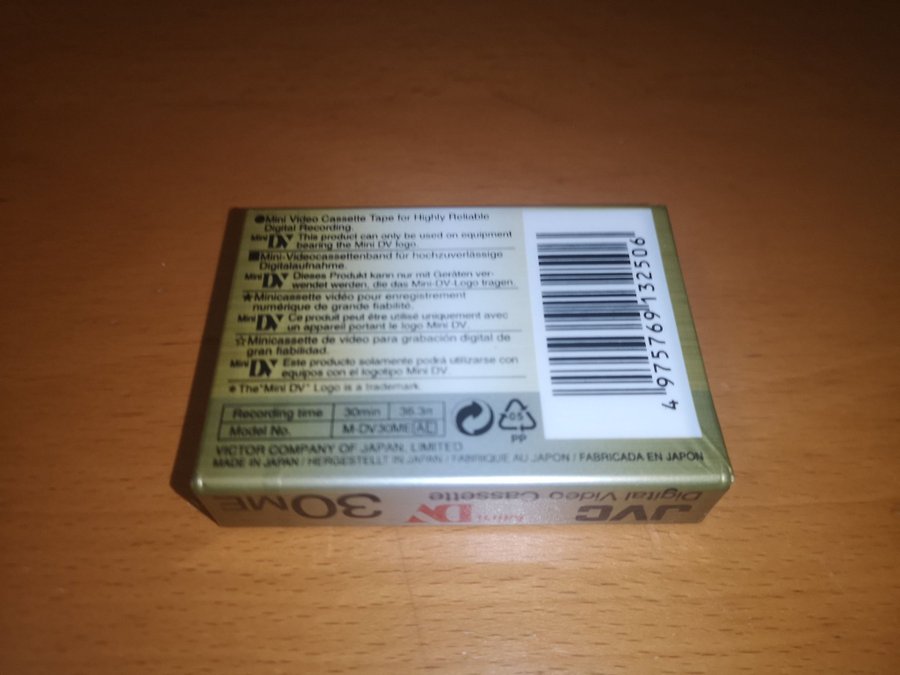 ●Mini Video Cassette Tape for Highly Reliable
Digital Recording.
Mini DV This product can only be used on equipment
bearing the Mini DV logo.
■Mini-Videocassettenband für hochzuverlässige
Digitalaufnahme.
Mini DV Dieses Produkt kann nur mit Geräten ver-
wendet werden, die das Mini-DV-Logo tragen.
★Minicassette vidéo pour enregistrement
numérique de grande fiabilité.
Mini DV Ce produit peut être utilisé uniquement avec
un appareil portant le logo Mini DV.
☆Minicassette de video para grabación digital de
gran fiabilidad.
Mini DV Este producto solamente podrá utilizarse con
equipos con el logotipo Mini DV.
● The "Mini DV" Logo is a trademark.
Recording time 30min 36.3m
Model No. M-DV30ME
05
PP
VICTOR COMPANY OF JAPAN, LIMITED
MADE IN JAPAN / HERGESTELLT IN JAPAN / FABRIQUE AU JAPON / FABRICADA EN JAPÓN
4 975769 132506
JVC
Digital Video Cassette
Mini DV
30ME